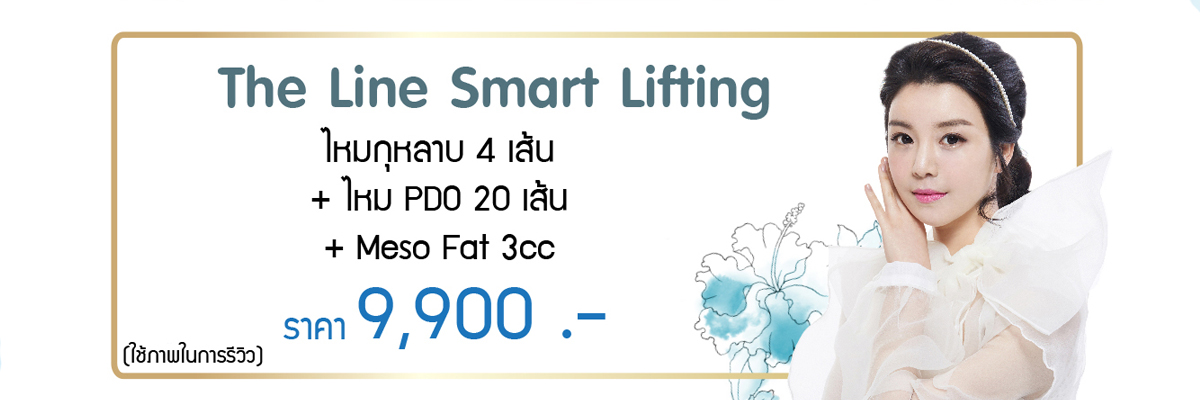 The Line Smart Lifting
ไหมกุหลาบ 4 เส้น
+ ไหม PDO 20 เส้น
+ Meso Fat 3cc
ราคา 9,900 .-
(ใช้ภาพในการรีวิว)